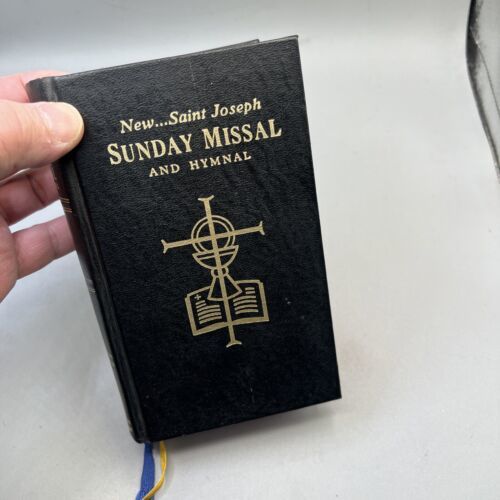 New...Saint Joseph
SUNDAY MISSAL
AND HYMNAL